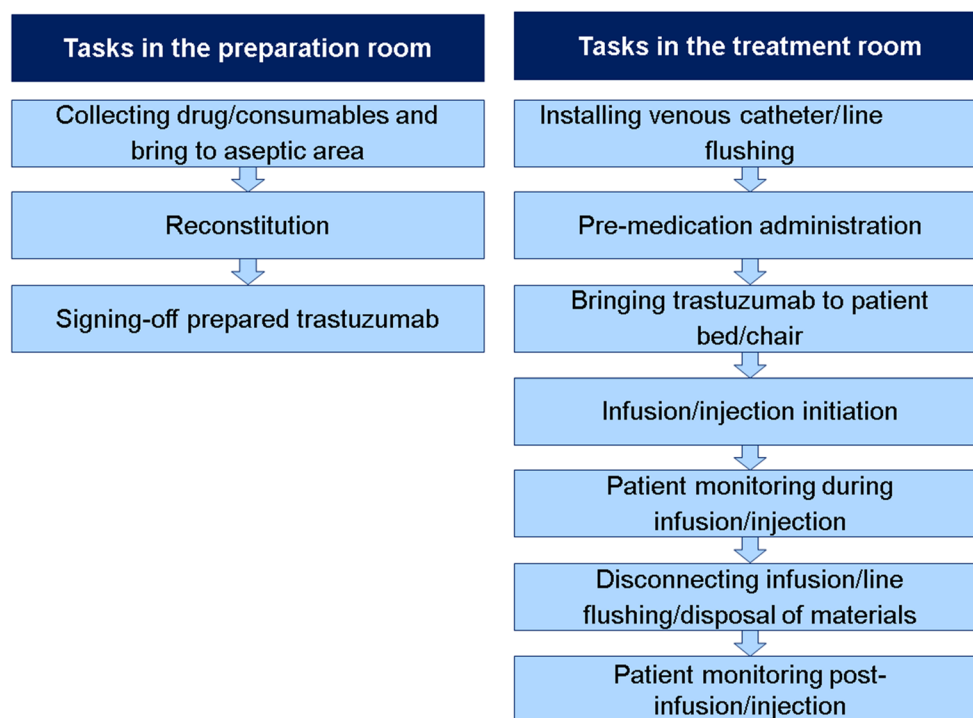 Tasks in the preparation room
Collecting drug/consumables and
bring to aseptic area
Reconstitution
Signing-off prepared trastuzumab
Tasks in the treatment room
Installing venous catheter/line
flushing
Pre-medication administration
Bringing trastuzumab to patient
bed/chair
Infusion/injection initiation
Patient monitoring during
infusion/injection
Disconnecting infusion/line
flushing/disposal of materials
Patient monitoring post-
infusion/injection